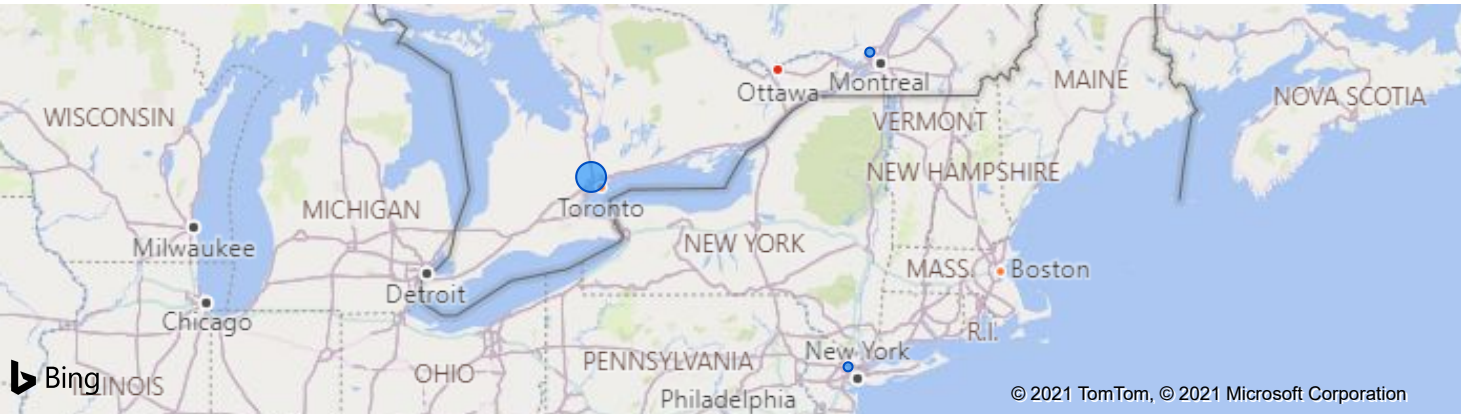 Ottawa
Montreal
MAINE
NOVA SCOTIA
WISCONSIN
VERMONT
NEW HAMPSHIRE
MICHIGAN
Toronto
Milwaukee
NEW YORK
MASS.
Boston
Detroit
Chicago
R.I.
New York
PENNSYLVANIA
OHIO
Bing
ILLINOIS
Philadelphia
© 2021 TomTom, © 2021 Microsoft Corporation